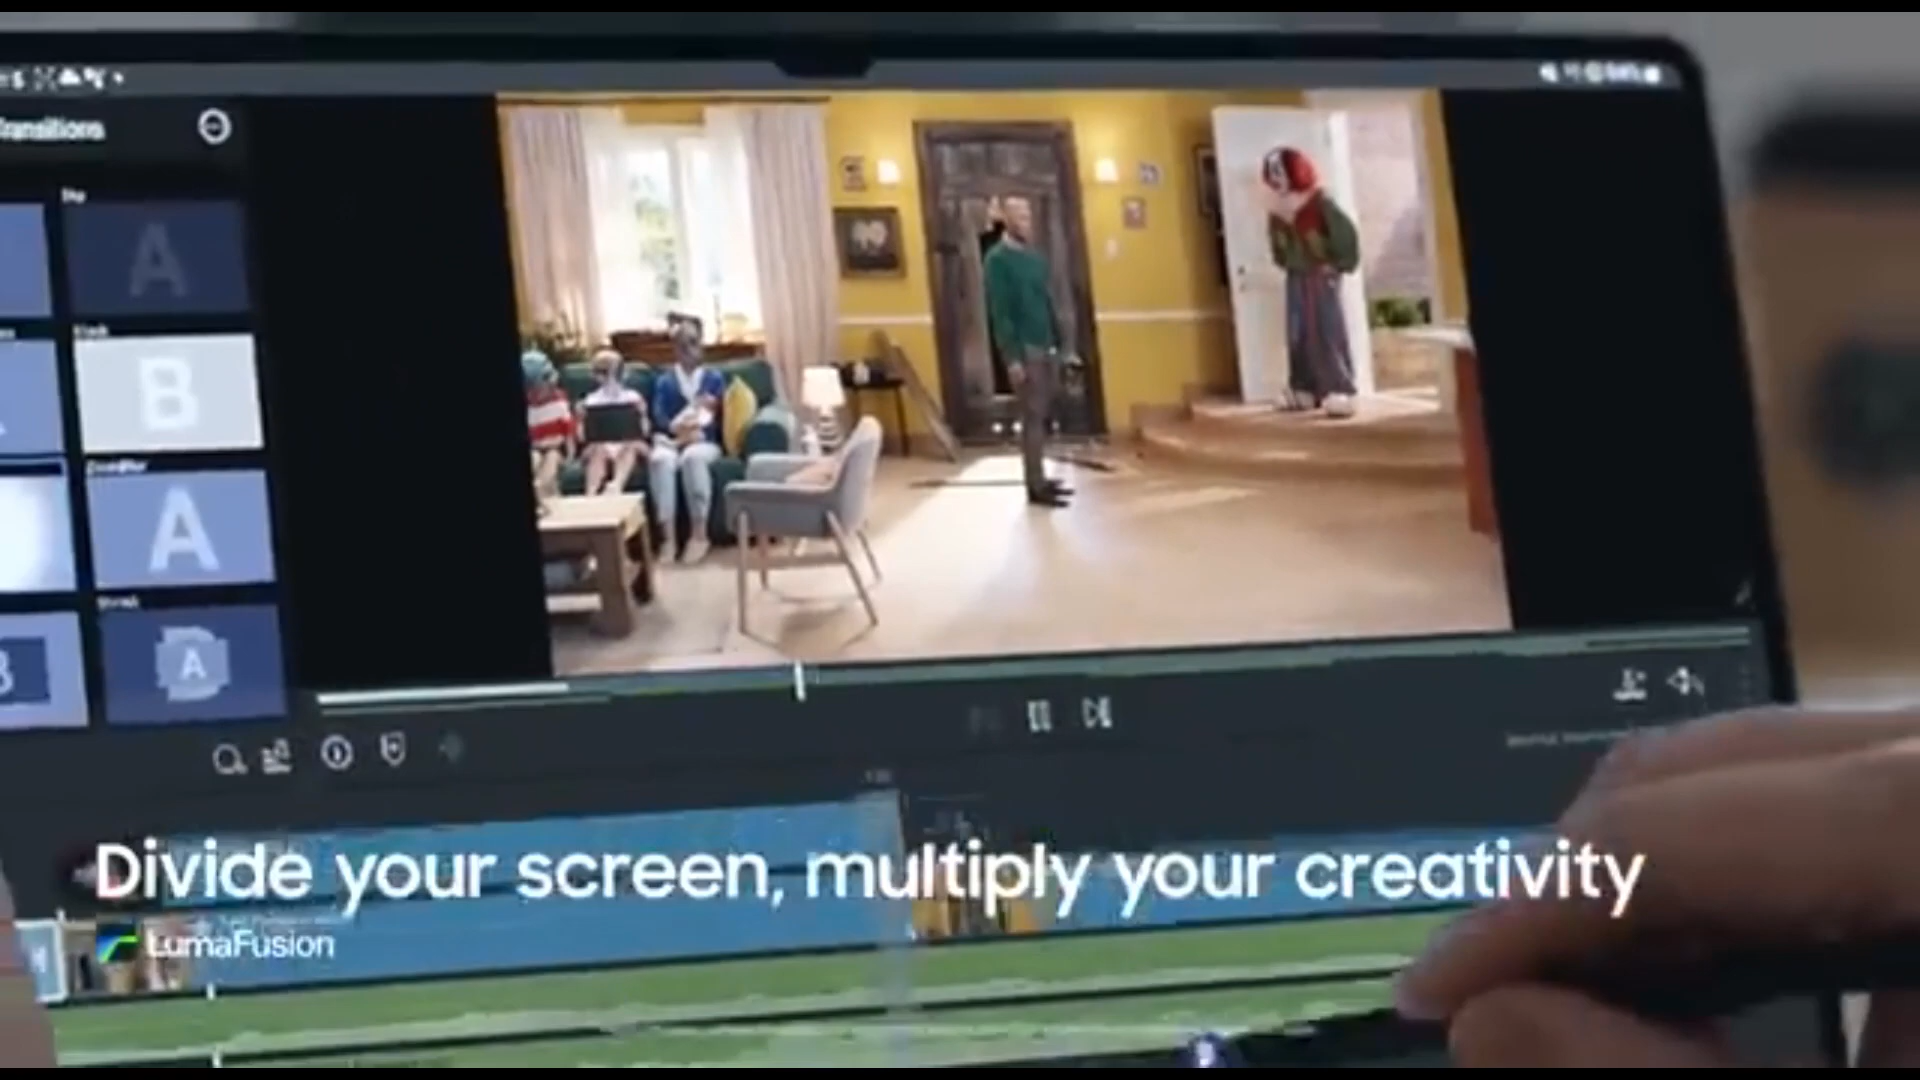 Transitions
A
B
A
A
Divide your screen, multiply your creativity
LumaFusion